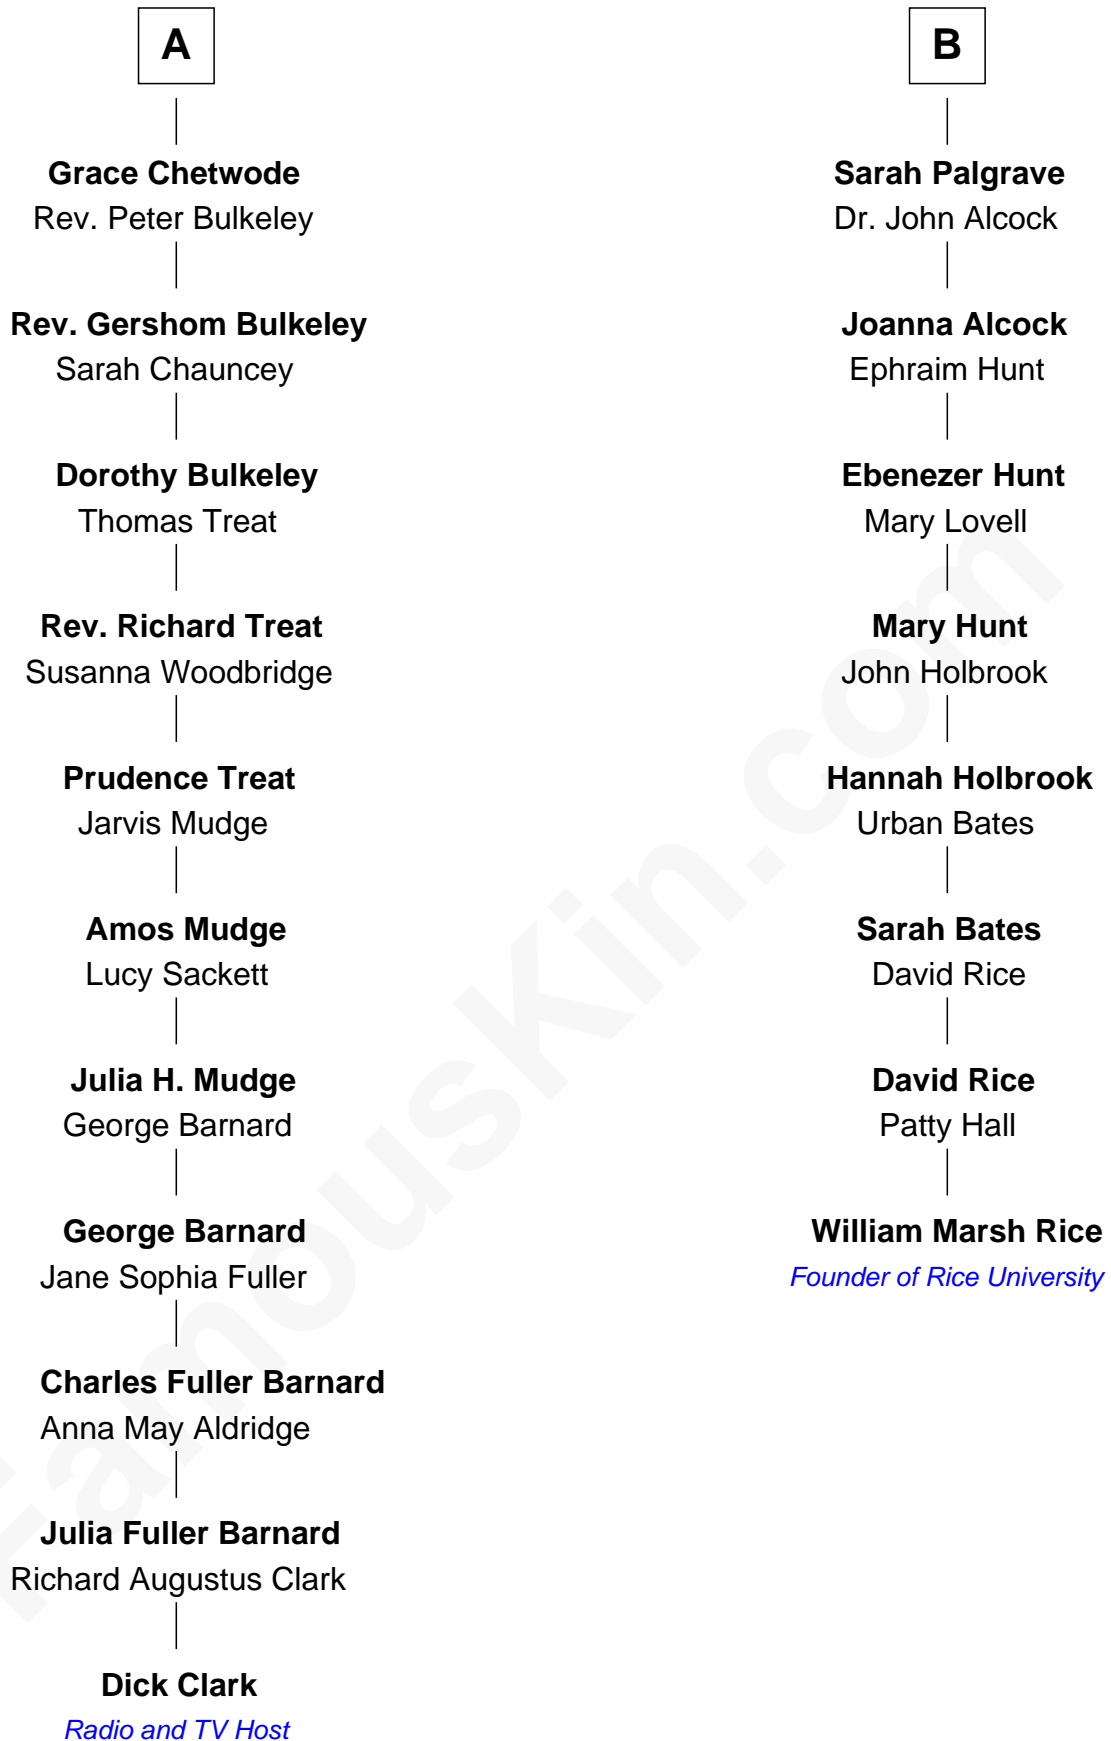 A
Grace Chetwode
Rev. Peter Bulkeley
Rev. Gershom Bulkeley
Sarah Chauncey
Dorothy Bulkeley
Thomas Treat
Rev. Richard Treat
Susanna Woodbridge
Prudence Treat
Jarvis Mudge
Amos Mudge
Lucy Sackett
Julia H. Mudge
George Barnard
George Barnard
Jane Sophia Fuller
Charles Fuller Barnard
Anna May Aldridge
Julia Fuller Barnard
Richard Augustus Clark
Dick Clark
Radio and TV Host
B
Sarah Palgrave
Dr. John Alcock
Joanna Alcock
Ephraim Hunt
Ebenezer Hunt
Mary Lovell
Mary Hunt
John Holbrook
Hannah Holbrook
Urban Bates
Sarah Bates
David Rice
David Rice
Patty Hall
William Marsh Rice
Founder of Rice University
FamousKin.com